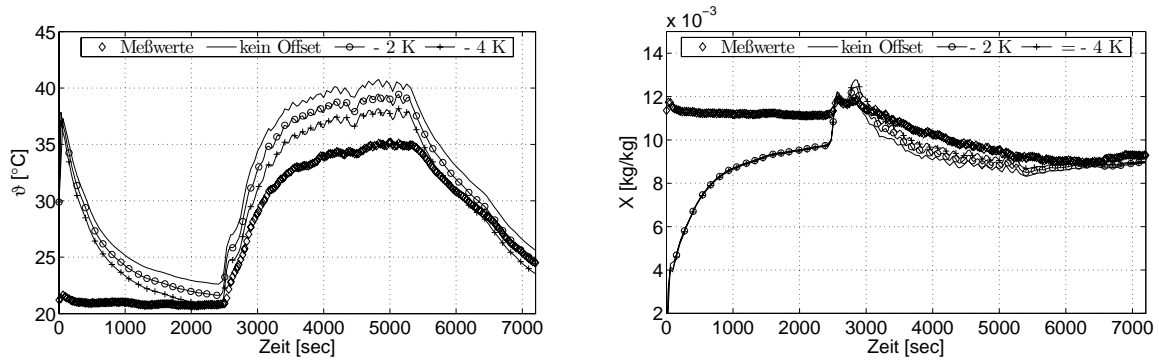 45
40
35
30
25
20
ϑ [°C]
◊ Meßwerte — kein Offset –○– - 2 K –+– - 4 K
0 1000 2000 3000 4000 5000 6000 7000
Zeit [sec]
x 10⁻³
14
12
10
8
6
4
2
X [kg/kg]
◊ Meßwerte — kein Offset –○– - 2 K –+– = - 4 K
0 1000 2000 3000 4000 5000 6000 7000
Zeit [sec]